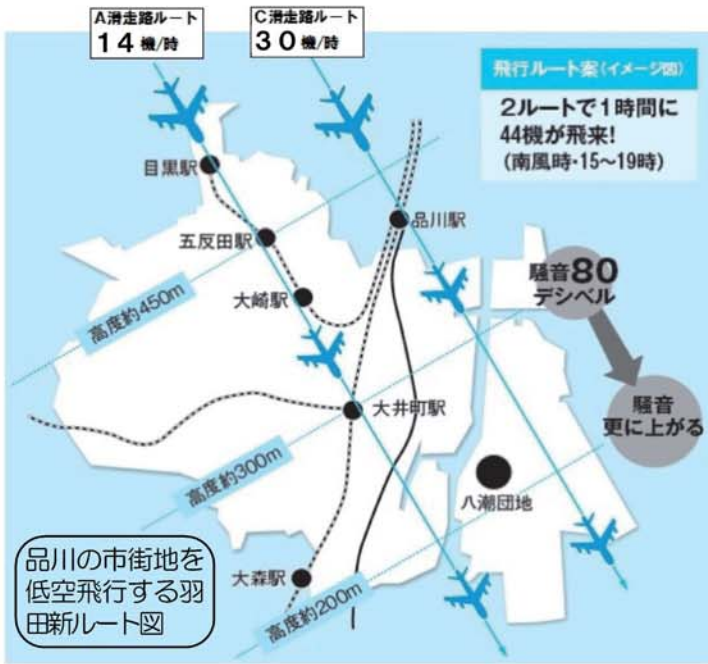 A滑走路ルート
14機/時
C滑走路ルート
30機/時
飛行ルート案(イメージ図)
2ルートで1時間に
44機が飛来!
(南風時・15〜19時)
目黒駅
五反田駅
品川駅
大崎駅
高度約450m
騒音80
デシベル
大井町駅
騒音
更に上がる
高度約300m
八潮団地
大森駅
高度約200m
品川の市街地を
低空飛行する羽
田新ルート図